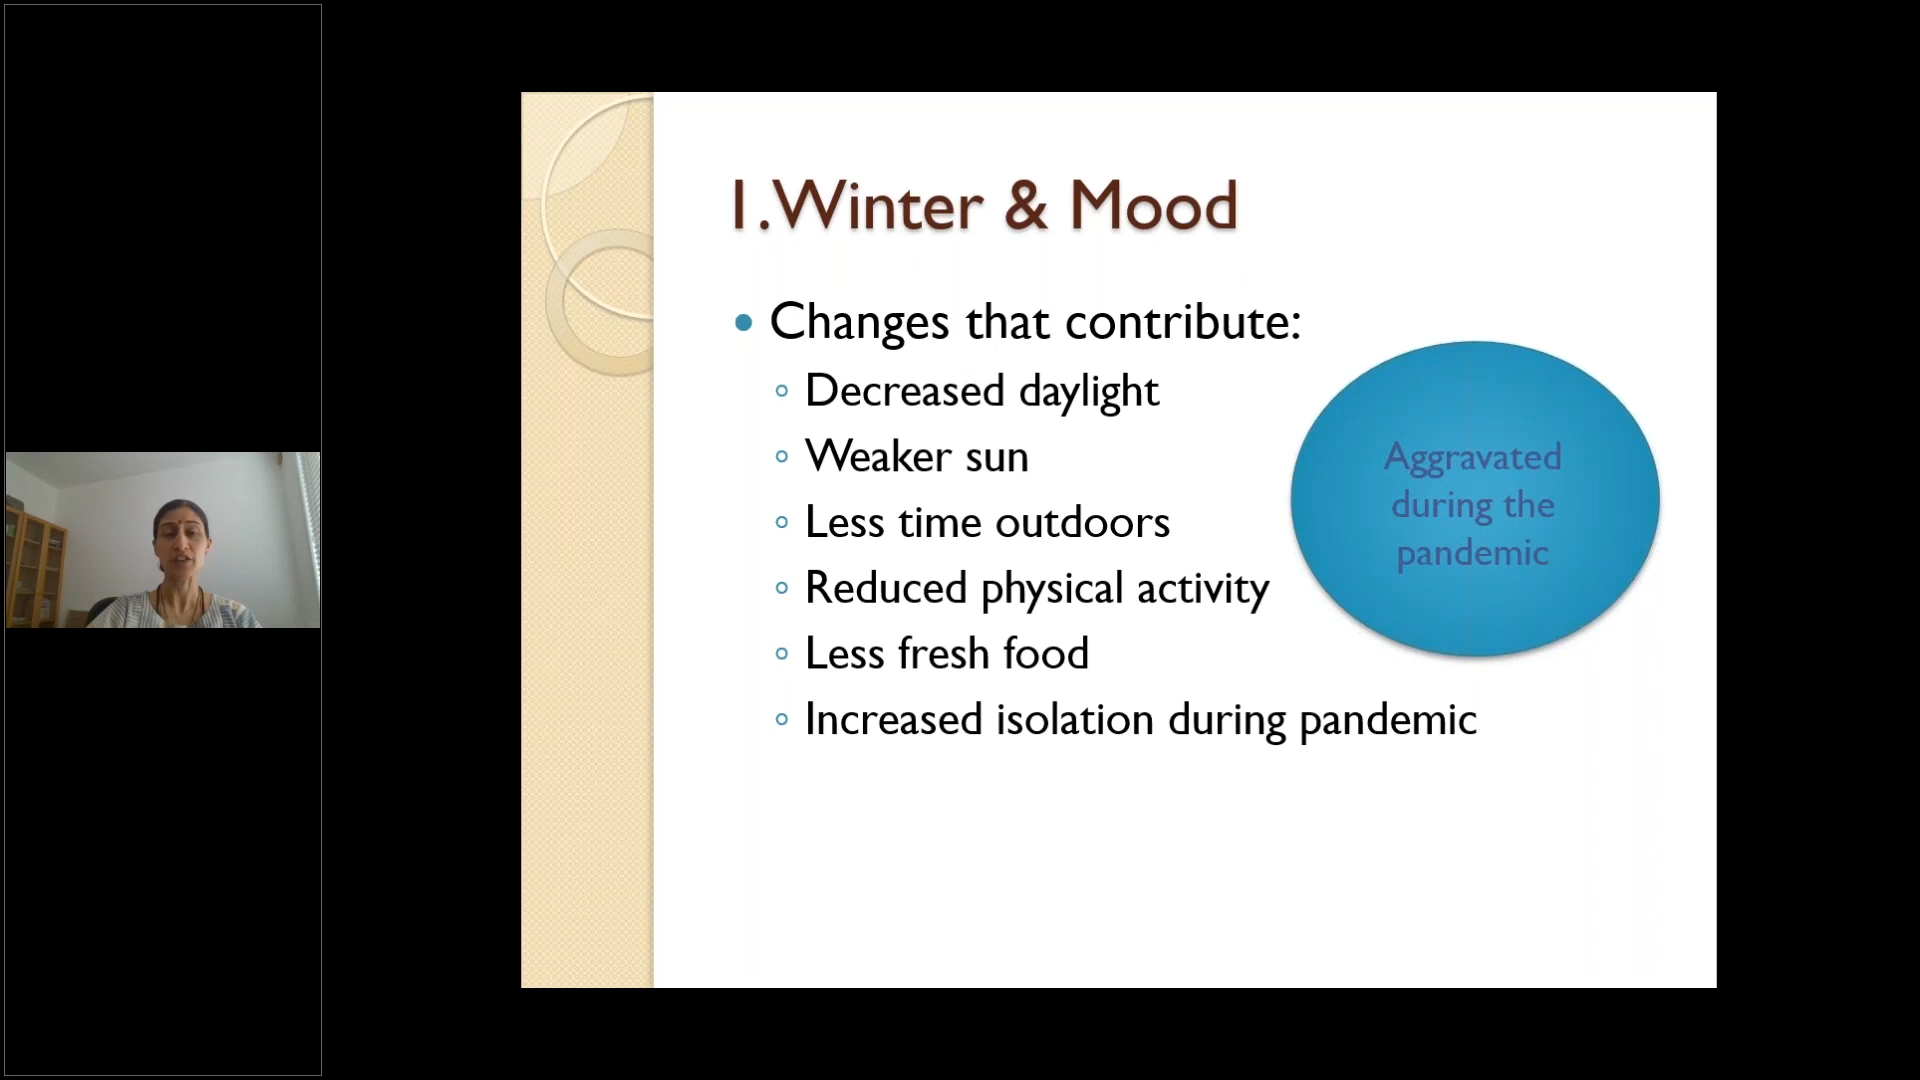 1. Winter & Mood
Changes that contribute:
Decreased daylight
Weaker sun
Less time outdoors
Reduced physical activity
Less fresh food
Increased isolation during pandemic
Aggravated
during the
pandemic